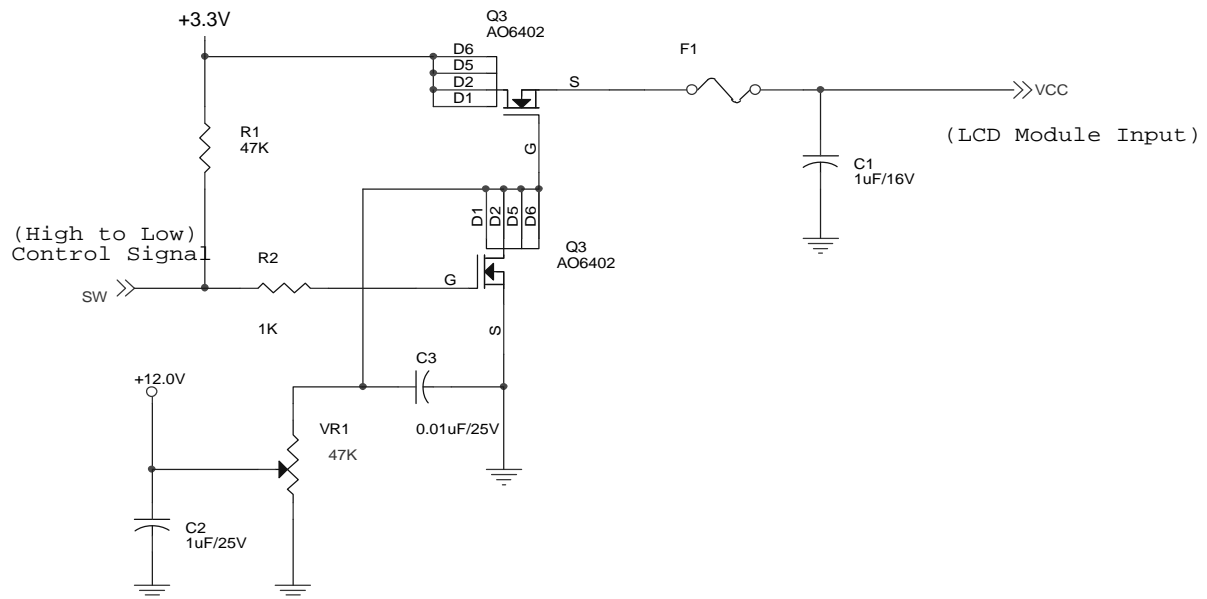 +3.3V
Q3
AO6402
D6
D5
D2
D1
S
F1
VCC
(LCD Module Input)
R1
47K
G
C1
1uF/16V
D1
D2
D5
D6
(High to Low)
Control Signal
Q3
AO6402
R2
G
SW
1K
S
C3
+12.0V
VR1
47K
0.01uF/25V
C2
1uF/25V